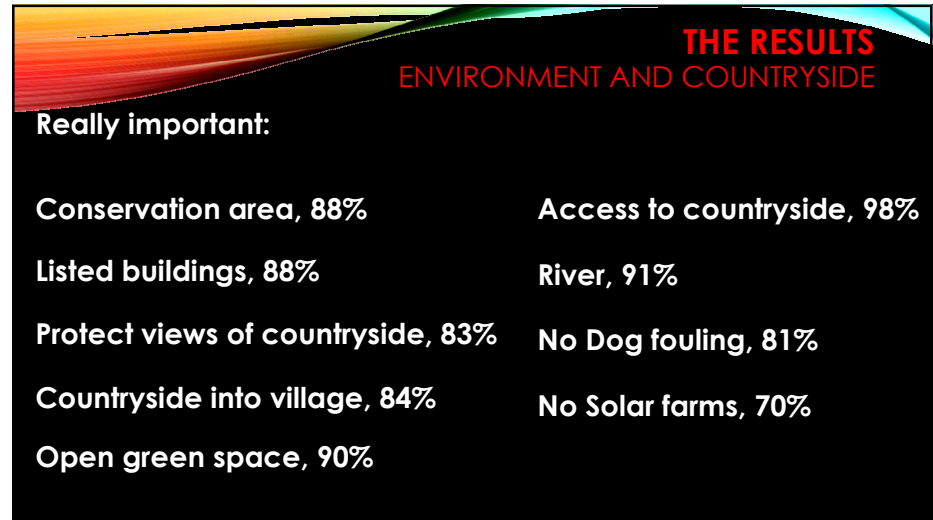 THE RESULTS
ENVIRONMENT AND COUNTRYSIDE
Really important:
Conservation area, 88%
Listed buildings, 88%
Protect views of countryside, 83%
Countryside into village, 84%
Open green space, 90%
Access to countryside, 98%
River, 91%
No Dog fouling, 81%
No Solar farms, 70%